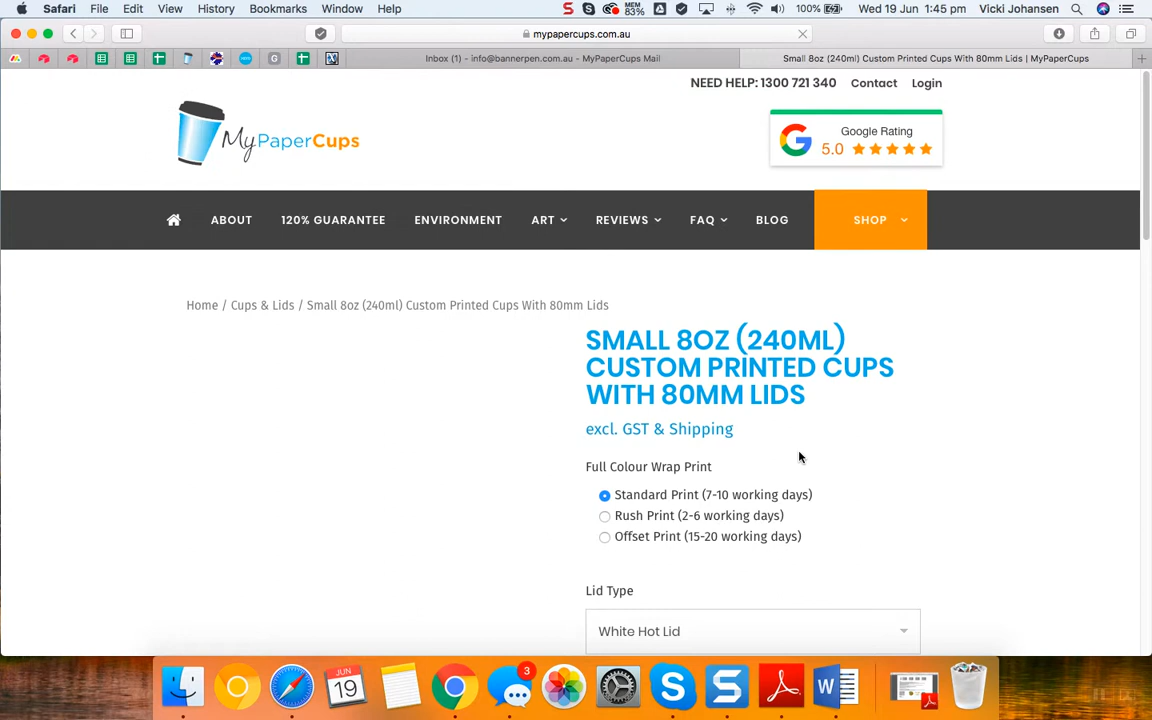 Safari File Edit View History Bookmarks Window Help MEM 83% 100% Wed 19 Jun 1:45 pm Vicki Johansen
mypapercups.com.au
Inbox (1) - info@bannerpen.com.au - MyPaperCups Mail Small 8oz (240ml) Custom Printed Cups With 80mm Lids | MyPaperCups
NEED HELP: 1300 721 340 Contact Login
MyPaperCups
Google Rating
5.0
ABOUT 120% GUARANTEE ENVIRONMENT ART REVIEWS FAQ BLOG SHOP
Home / Cups & Lids / Small 8oz (240ml) Custom Printed Cups With 80mm Lids
SMALL 8OZ (240ML)
CUSTOM PRINTED CUPS
WITH 80MM LIDS
excl. GST & Shipping
Full Colour Wrap Print
Standard Print (7-10 working days)
Rush Print (2-6 working days)
Offset Print (15-20 working days)
Lid Type
White Hot Lid
JUN
19
3